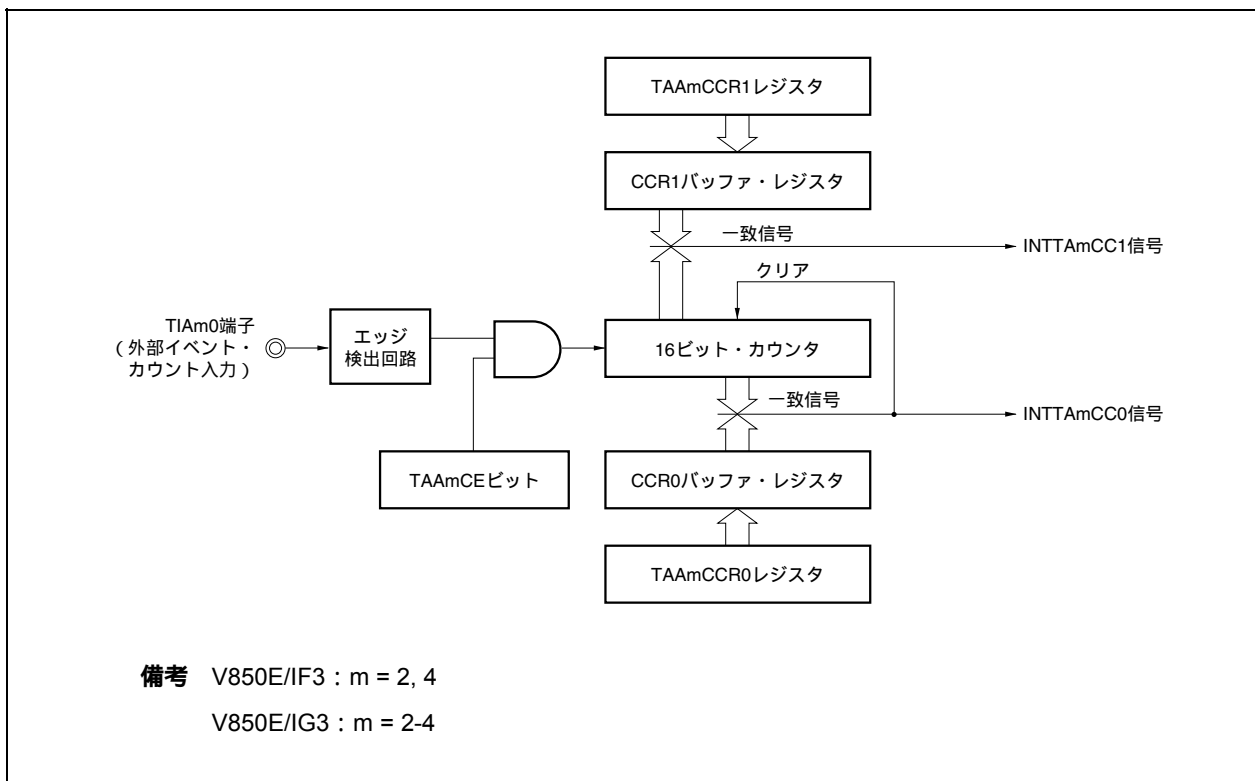 TAAmCCR1レジスタ
CCR1バッファ・レジスタ
一致信号
INTTAmCC1信号
クリア
TIAm0端子
（外部イベント・
カウント入力）
エッジ
検出回路
16ビット・カウンタ
一致信号
INTTAmCC0信号
TAAmCEビット
CCR0バッファ・レジスタ
TAAmCCR0レジスタ
備考 V850E/IF3：m = 2, 4
V850E/IG3：m = 2-4